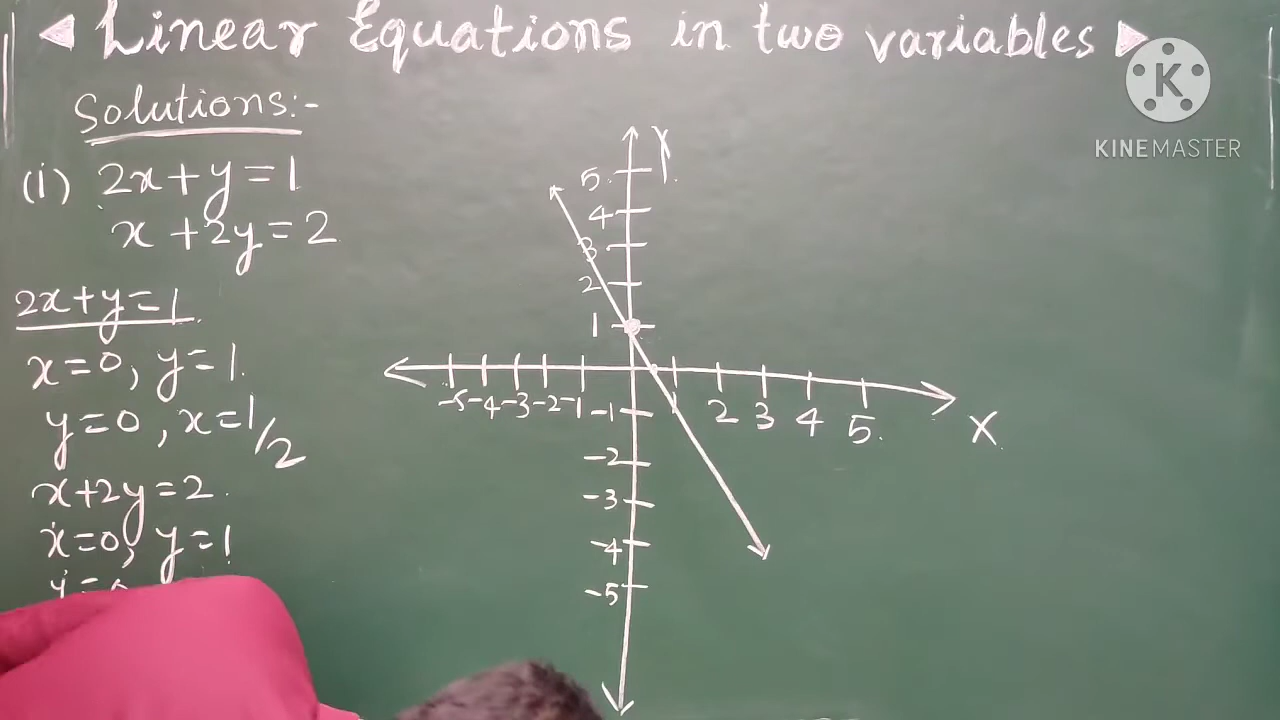 Linear Equations in two variables
KINEMASTER
Solutions:-
(i) 2x+y=1
x+2y=2
2x+y=1
x=0, y=1.
y=0, x=1/2
x+2y=2
x=0, y=1
Y
5
4
3
2
1
-5 -4 -3 -2 -1 1 2 3 4 5
X
-1
-2
-3
-4
-5